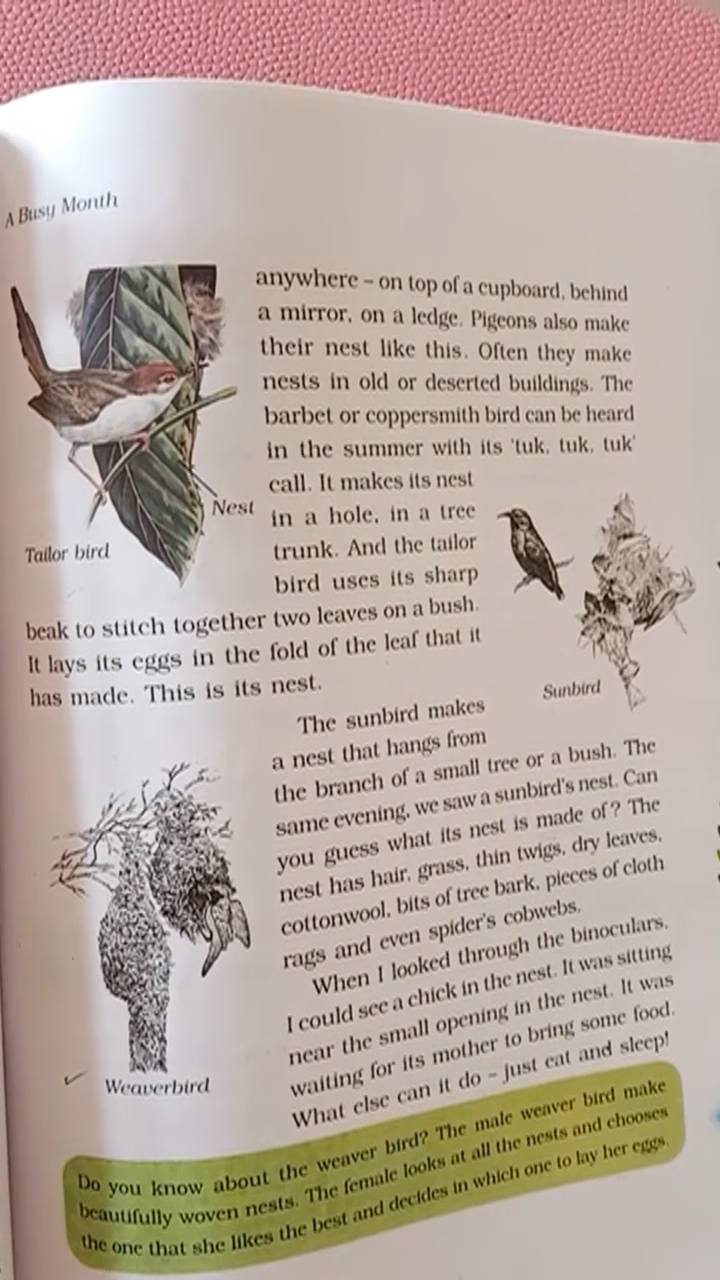 A Busy Month
anywhere – on top of a cupboard, behind
a mirror, on a ledge. Pigeons also make
their nest like this. Often they make
nests in old or deserted buildings. The
barbet or coppersmith bird can be heard
in the summer with its 'tuk, tuk, tuk'
call. It makes its nest
in a hole, in a tree
trunk. And the tailor
bird uses its sharp
beak to stitch together two leaves on a bush.
It lays its eggs in the fold of the leaf that it
has made. This is its nest.
Nest
Tailor bird
Sunbird
The sunbird makes
a nest that hangs from
the branch of a small tree or a bush. The
same evening, we saw a sunbird's nest. Can
you guess what its nest is made of? The
nest has hair, grass, thin twigs, dry leaves,
cottonwool, bits of tree bark, pieces of cloth
rags and even spider's cobwebs.
When I looked through the binoculars,
I could see a chick in the nest. It was sitting
near the small opening in the nest. It was
waiting for its mother to bring some food.
What else can it do – just eat and sleep!
Weaverbird
Do you know about the weaver bird? The male weaver bird make
beautifully woven nests. The female looks at all the nests and chooses
the one that she likes the best and decides in which one to lay her eggs.